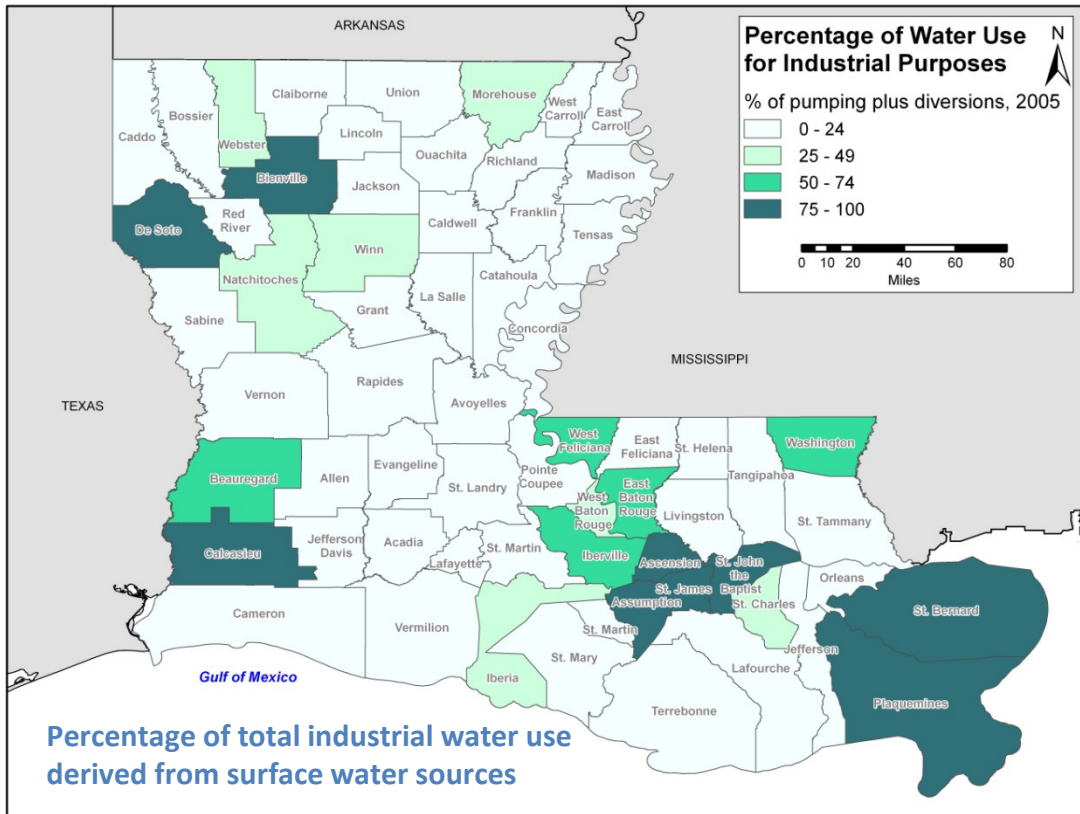 ARKANSAS
Percentage of Water Use
for Industrial Purposes
N
% of pumping plus diversions, 2005
0 - 24
25 - 49
50 - 74
75 - 100
0 10 20 40 60 80
Miles
Caddo
Bossier
Webster
Claiborne
Union
Morehouse
West
Carroll
East
Carroll
Lincoln
Ouachita
Richland
Madison
Bienville
Jackson
Caldwell
Franklin
Tensas
De Soto
Red
River
Natchitoches
Winn
Catahoula
La Salle
Sabine
Grant
Concordia
MISSISSIPPI
TEXAS
Vernon
Rapides
Avoyelles
West
Feliciana
East
Feliciana
St. Helena
Washington
Beauregard
Allen
Evangeline
St. Landry
Pointe
Coupee
East
Baton
Rouge
Tangipahoa
West
Baton
Rouge
Livingston
St. Tammany
Calcasieu
Jefferson
Davis
Acadia
Lafayette
St. Martin
Iberville
Ascension
St. James
St. John
the
Baptist
Orleans
Assumption
St. Charles
St. Bernard
Cameron
Vermilion
St. Martin
Jefferson
St. Mary
Lafourche
Iberia
Plaquemines
Terrebonne
Gulf of Mexico
Percentage of total industrial water use
derived from surface water sources